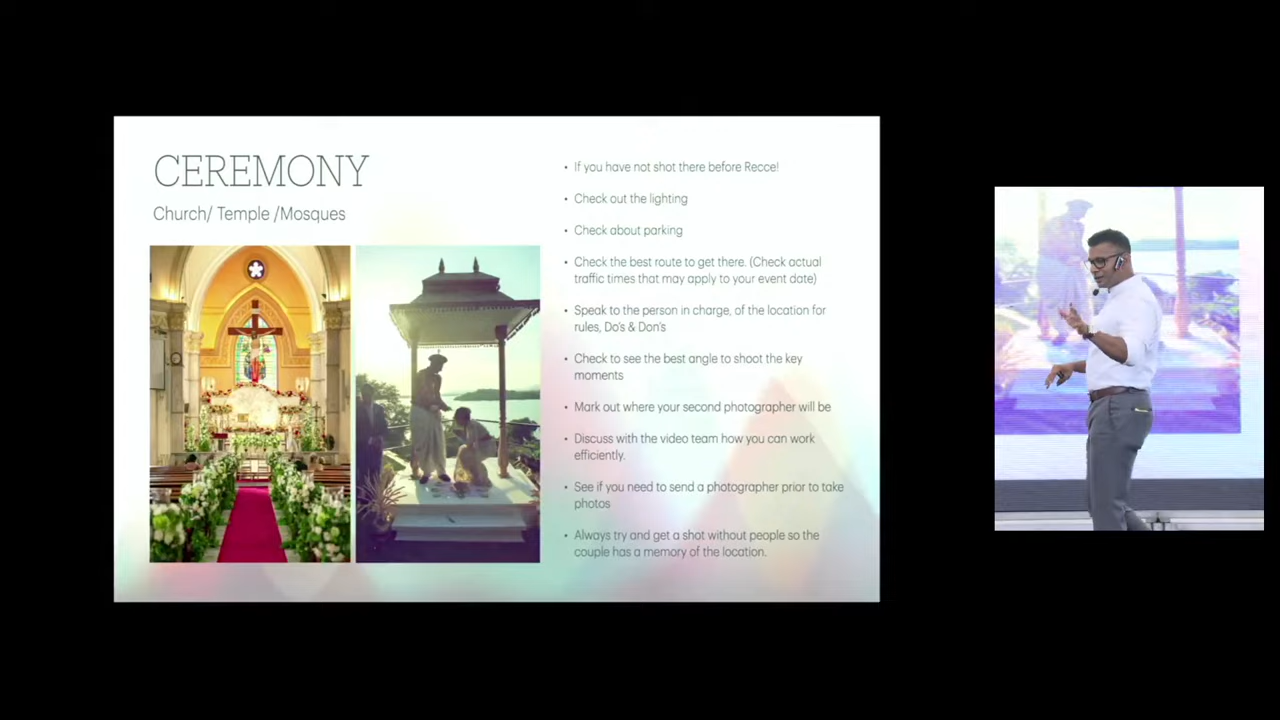 CEREMONY
Church/ Temple /Mosques
• If you have not shot there before Recce!
• Check out the lighting
• Check about parking
• Check the best route to get there. (Check actual
traffic times that may apply to your event date)
• Speak to the person in charge, of the location for
rules, Do's & Don's
• Check to see the best angle to shoot the key
moments
• Mark out where your second photographer will be
• Discuss with the video team how you can work
efficiently.
• See if you need to send a photographer prior to take
photos
• Always try and get a shot without people so the
couple has a memory of the location.